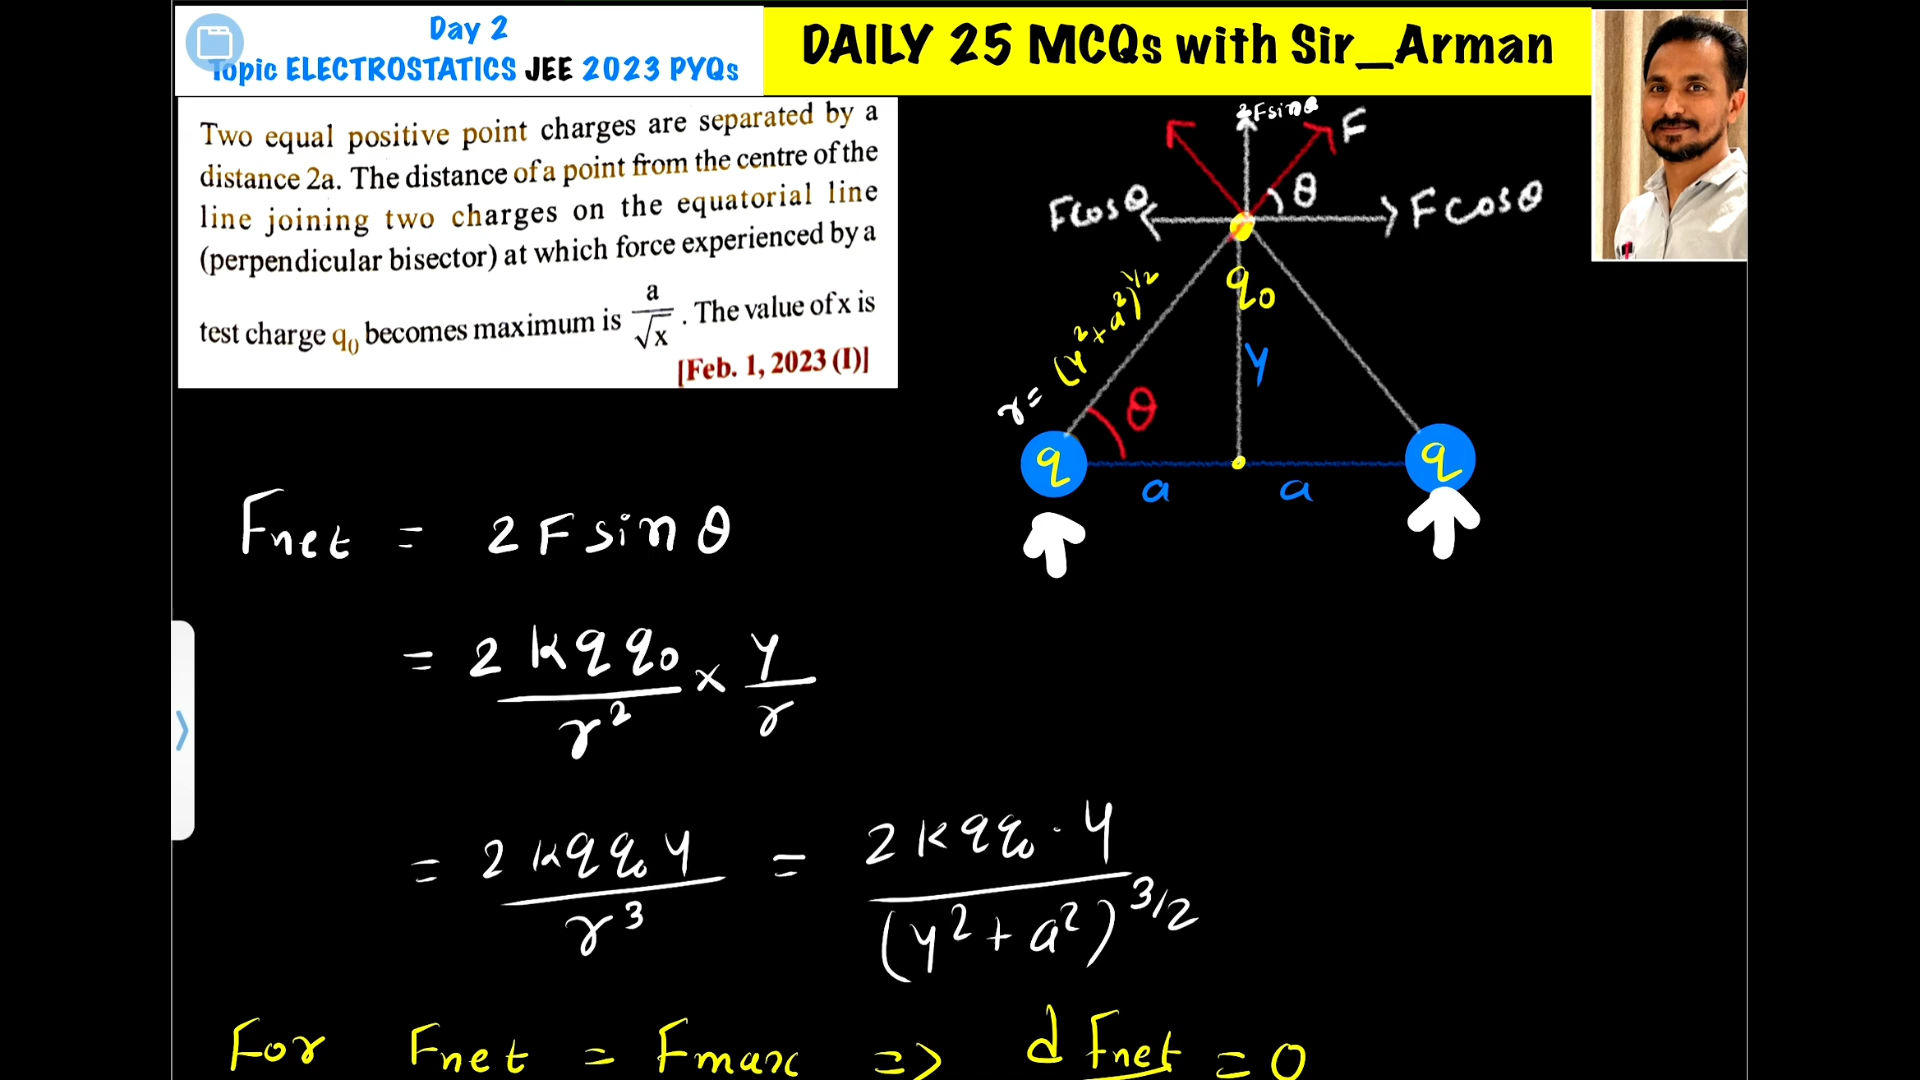 Day 2
Topic ELECTROSTATICS JEE 2023 PYQs
DAILY 25 MCQs with Sir_Arman
Two equal positive point charges are separated by a
distance 2a. The distance of a point from the centre of the
line joining two charges on the equatorial line
(perpendicular bisector) at which force experienced by a
test charge q₀ becomes maximum is a/√x. The value of x is
[Feb. 1, 2023 (I)]
2Fsinθ
F
θ
Fcosθ
Fcosθ
q₀
r = (y²+a²)^1/2
y
θ
q
q
a
a
Fnet = 2Fsinθ
= 2kqq₀/r² × y/r
= 2kqq₀y/r³ = 2kqq₀·y/(y²+a²)^3/2
For Fnet = Fmax => dFnet = 0